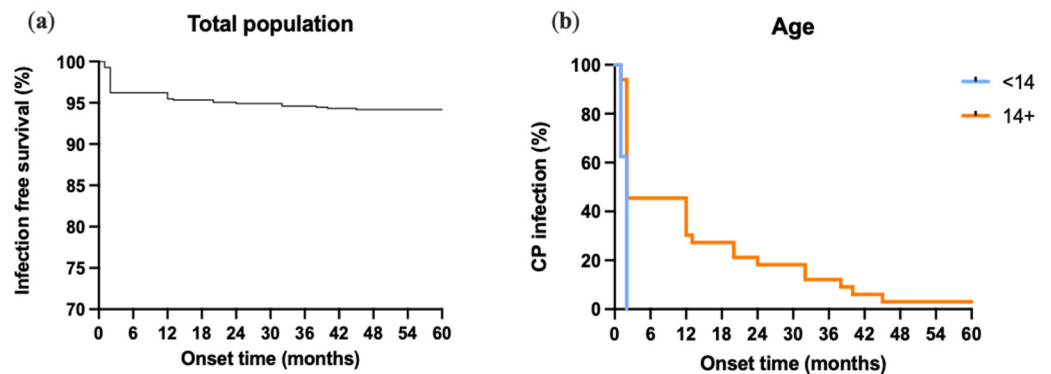 (a)
Total population
Infection free survival (%)
100
95
90
85
80
75
70
0 6 12 18 20 24 30 36 42 48 54 60
Onset time (months)
(b)
Age
CP infection (%)
100
80
60
40
20
0
0 6 12 18 24 30 36 42 48 54 60
Onset time (months)
<14
14+